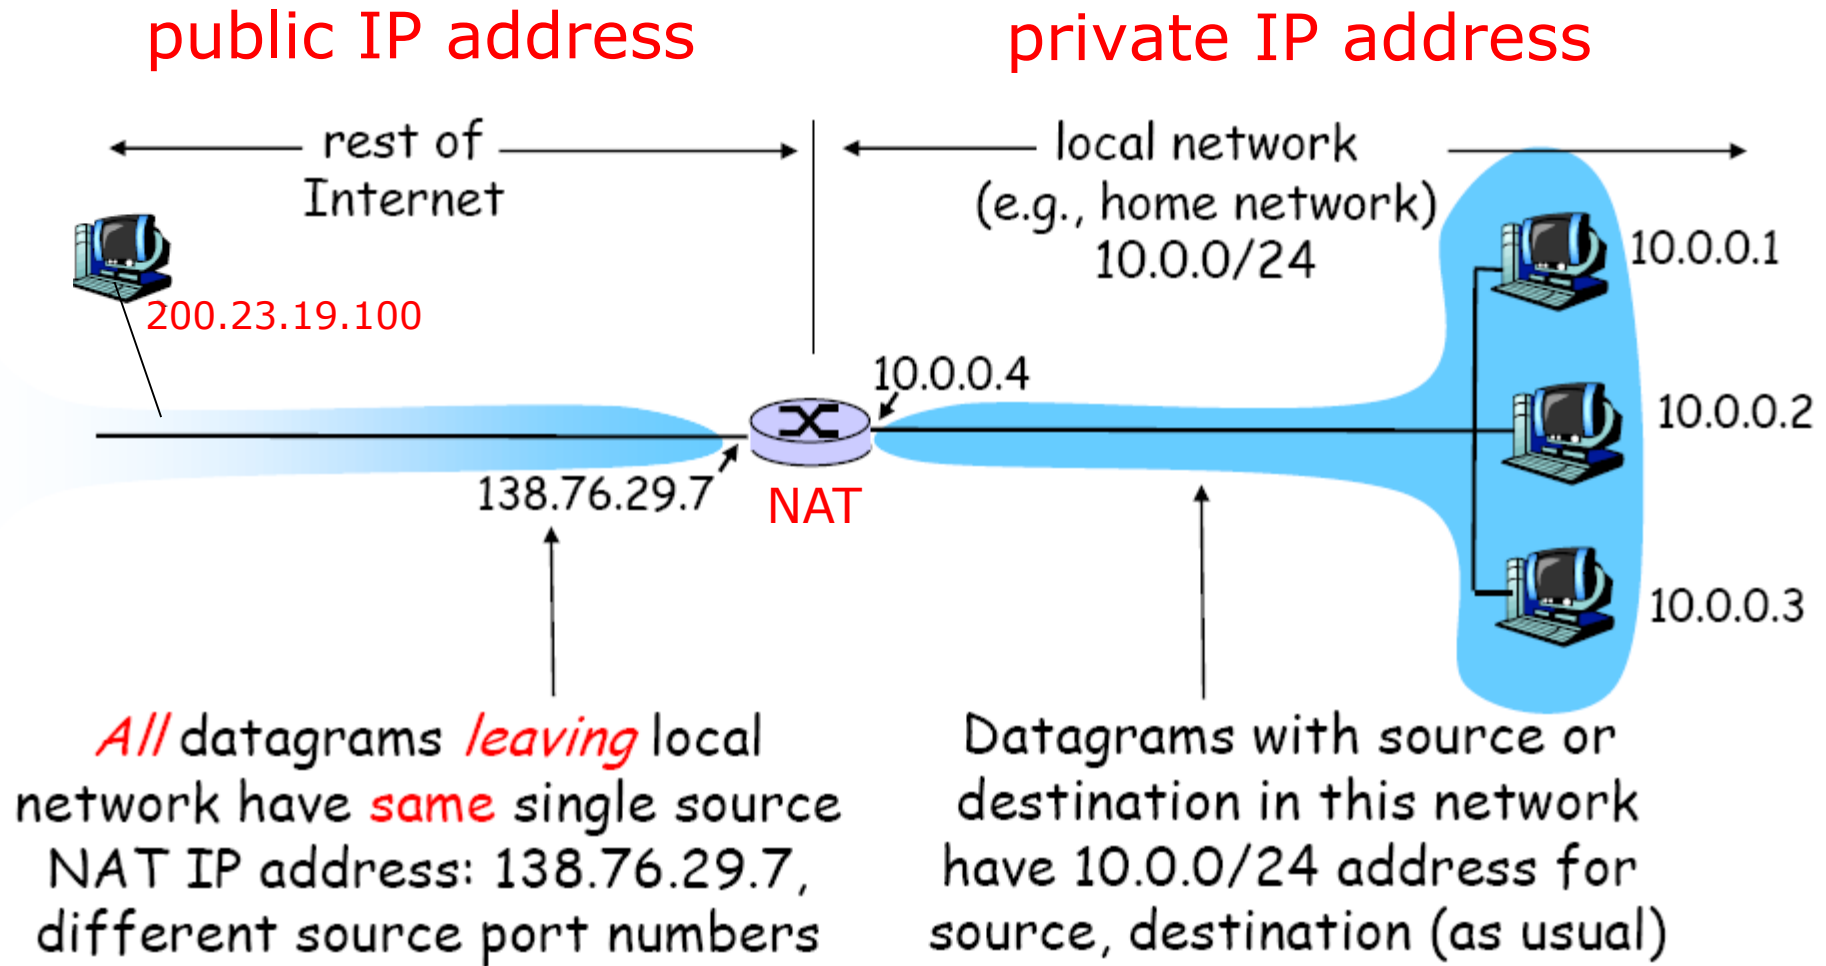 public IP address
private IP address
rest of
Internet
local network
(e.g., home network)
10.0.0/24
200.23.19.100
10.0.0.1
10.0.0.4
10.0.0.2
138.76.29.7
NAT
10.0.0.3
All datagrams leaving local
network have same single source
NAT IP address: 138.76.29.7,
different source port numbers
Datagrams with source or
destination in this network
have 10.0.0/24 address for
source, destination (as usual)